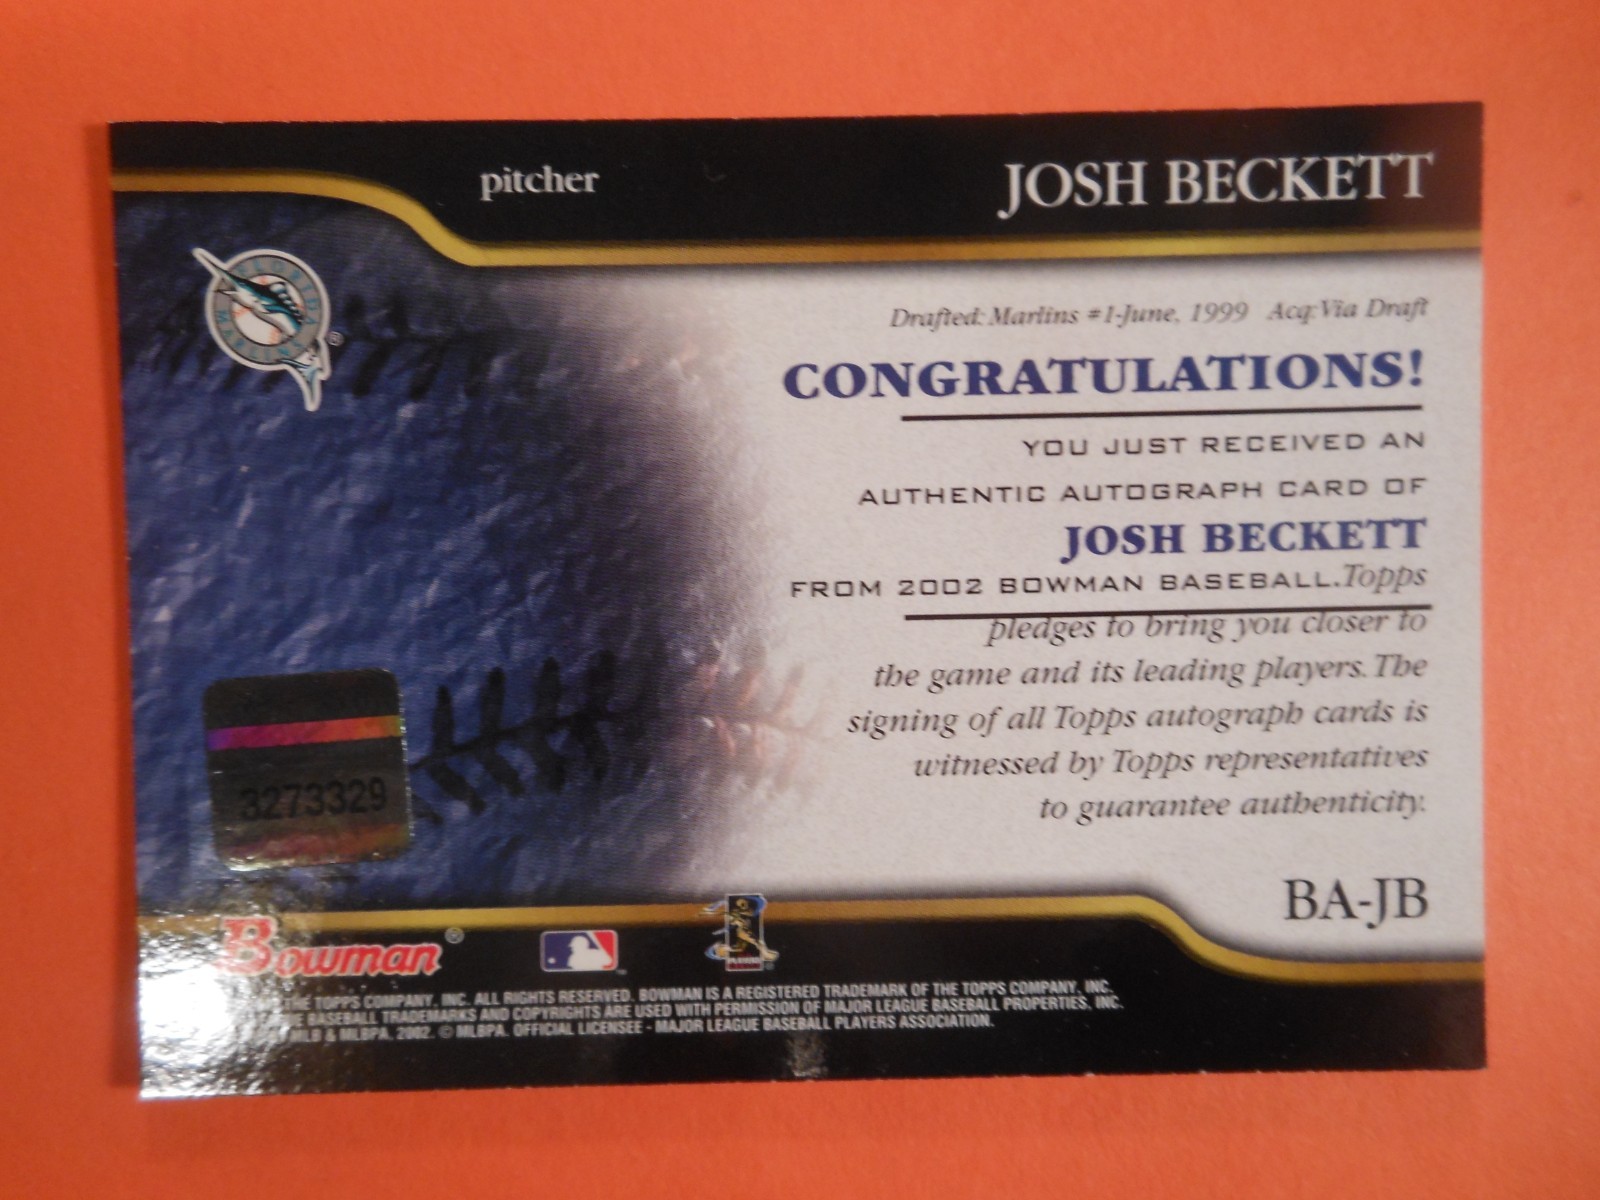 pitcher
JOSH BECKETT
FLORIDA
MARLINS
®
Drafted: Marlins #1-June, 1999 Acq: Via Draft
CONGRATULATIONS!
YOU JUST RECEIVED AN
AUTHENTIC AUTOGRAPH CARD OF
JOSH BECKETT
FROM 2002 BOWMAN BASEBALL. Topps
pledges to bring you closer to
the game and its leading players. The
signing of all Topps autograph cards is
witnessed by Topps representatives
to guarantee authenticity.
3273329
BA-JB
Bowman®
THE TOPPS COMPANY, INC. ALL RIGHTS RESERVED. BOWMAN IS A REGISTERED TRADEMARK OF THE TOPPS COMPANY, INC.
BASEBALL TRADEMARKS AND COPYRIGHTS ARE USED WITH PERMISSION OF MAJOR LEAGUE BASEBALL PROPERTIES, INC.
MLB & MLBPA, 2002. © MLBPA. OFFICIAL LICENSEE - MAJOR LEAGUE BASEBALL PLAYERS ASSOCIATION.